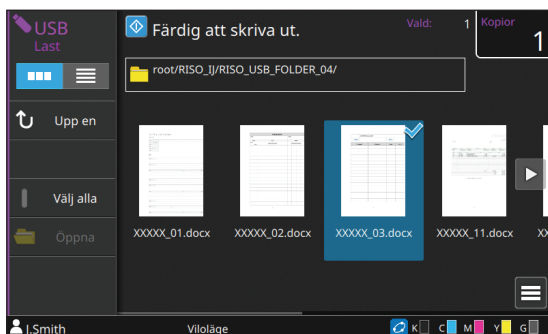 USB
Last
Färdig att skriva ut.
Vald: 1
Kopior
1
root/RISO_IJ/RISO_USB_FOLDER_04/
Upp en
Välj alla
Öppna
XXXXX_01.docx
XXXXX_02.docx
XXXXX_03.docx
XXXXX_11.docx
XX
J.Smith
Viloläge
K C M Y G